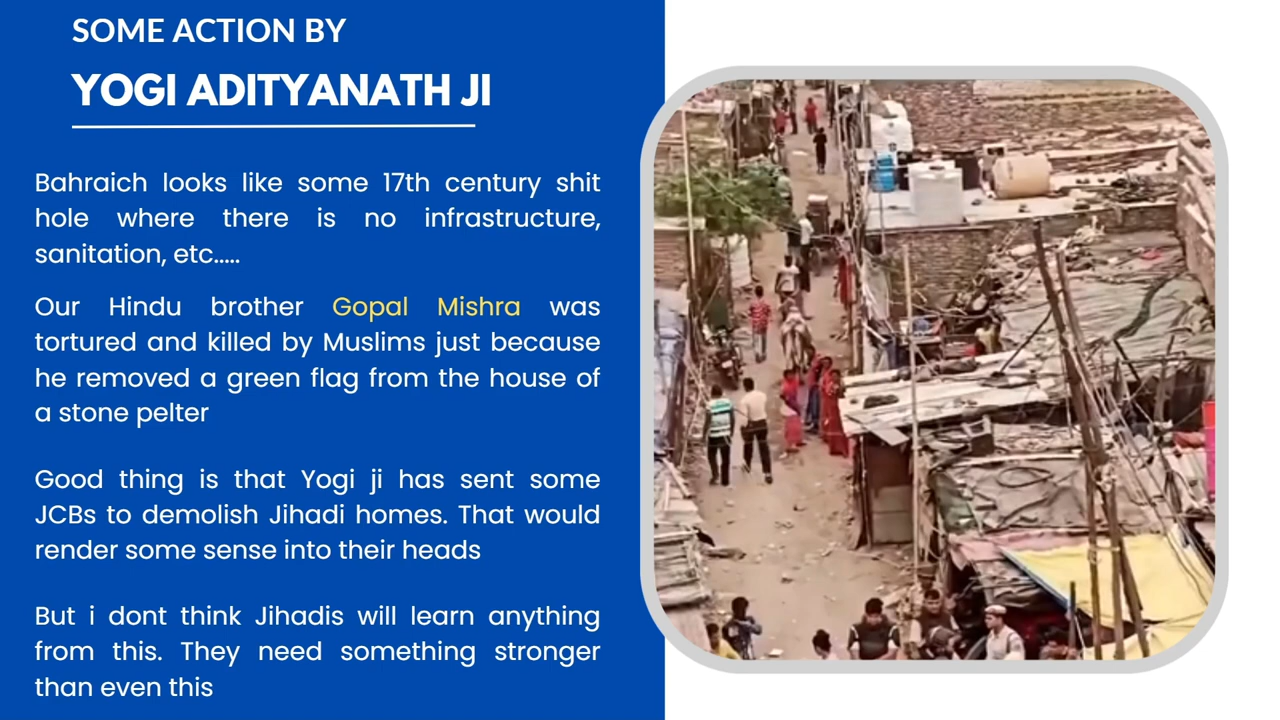 SOME ACTION BY
YOGI ADITYANATH JI
Bahraich looks like some 17th century shit
hole where there is no infrastructure,
sanitation, etc.....
Our Hindu brother Gopal Mishra was
tortured and killed by Muslims just because
he removed a green flag from the house of
a stone pelter
Good thing is that Yogi ji has sent some
JCBs to demolish Jihadi homes. That would
render some sense into their heads
But i dont think Jihadis will learn anything
from this. They need something stronger
than even this